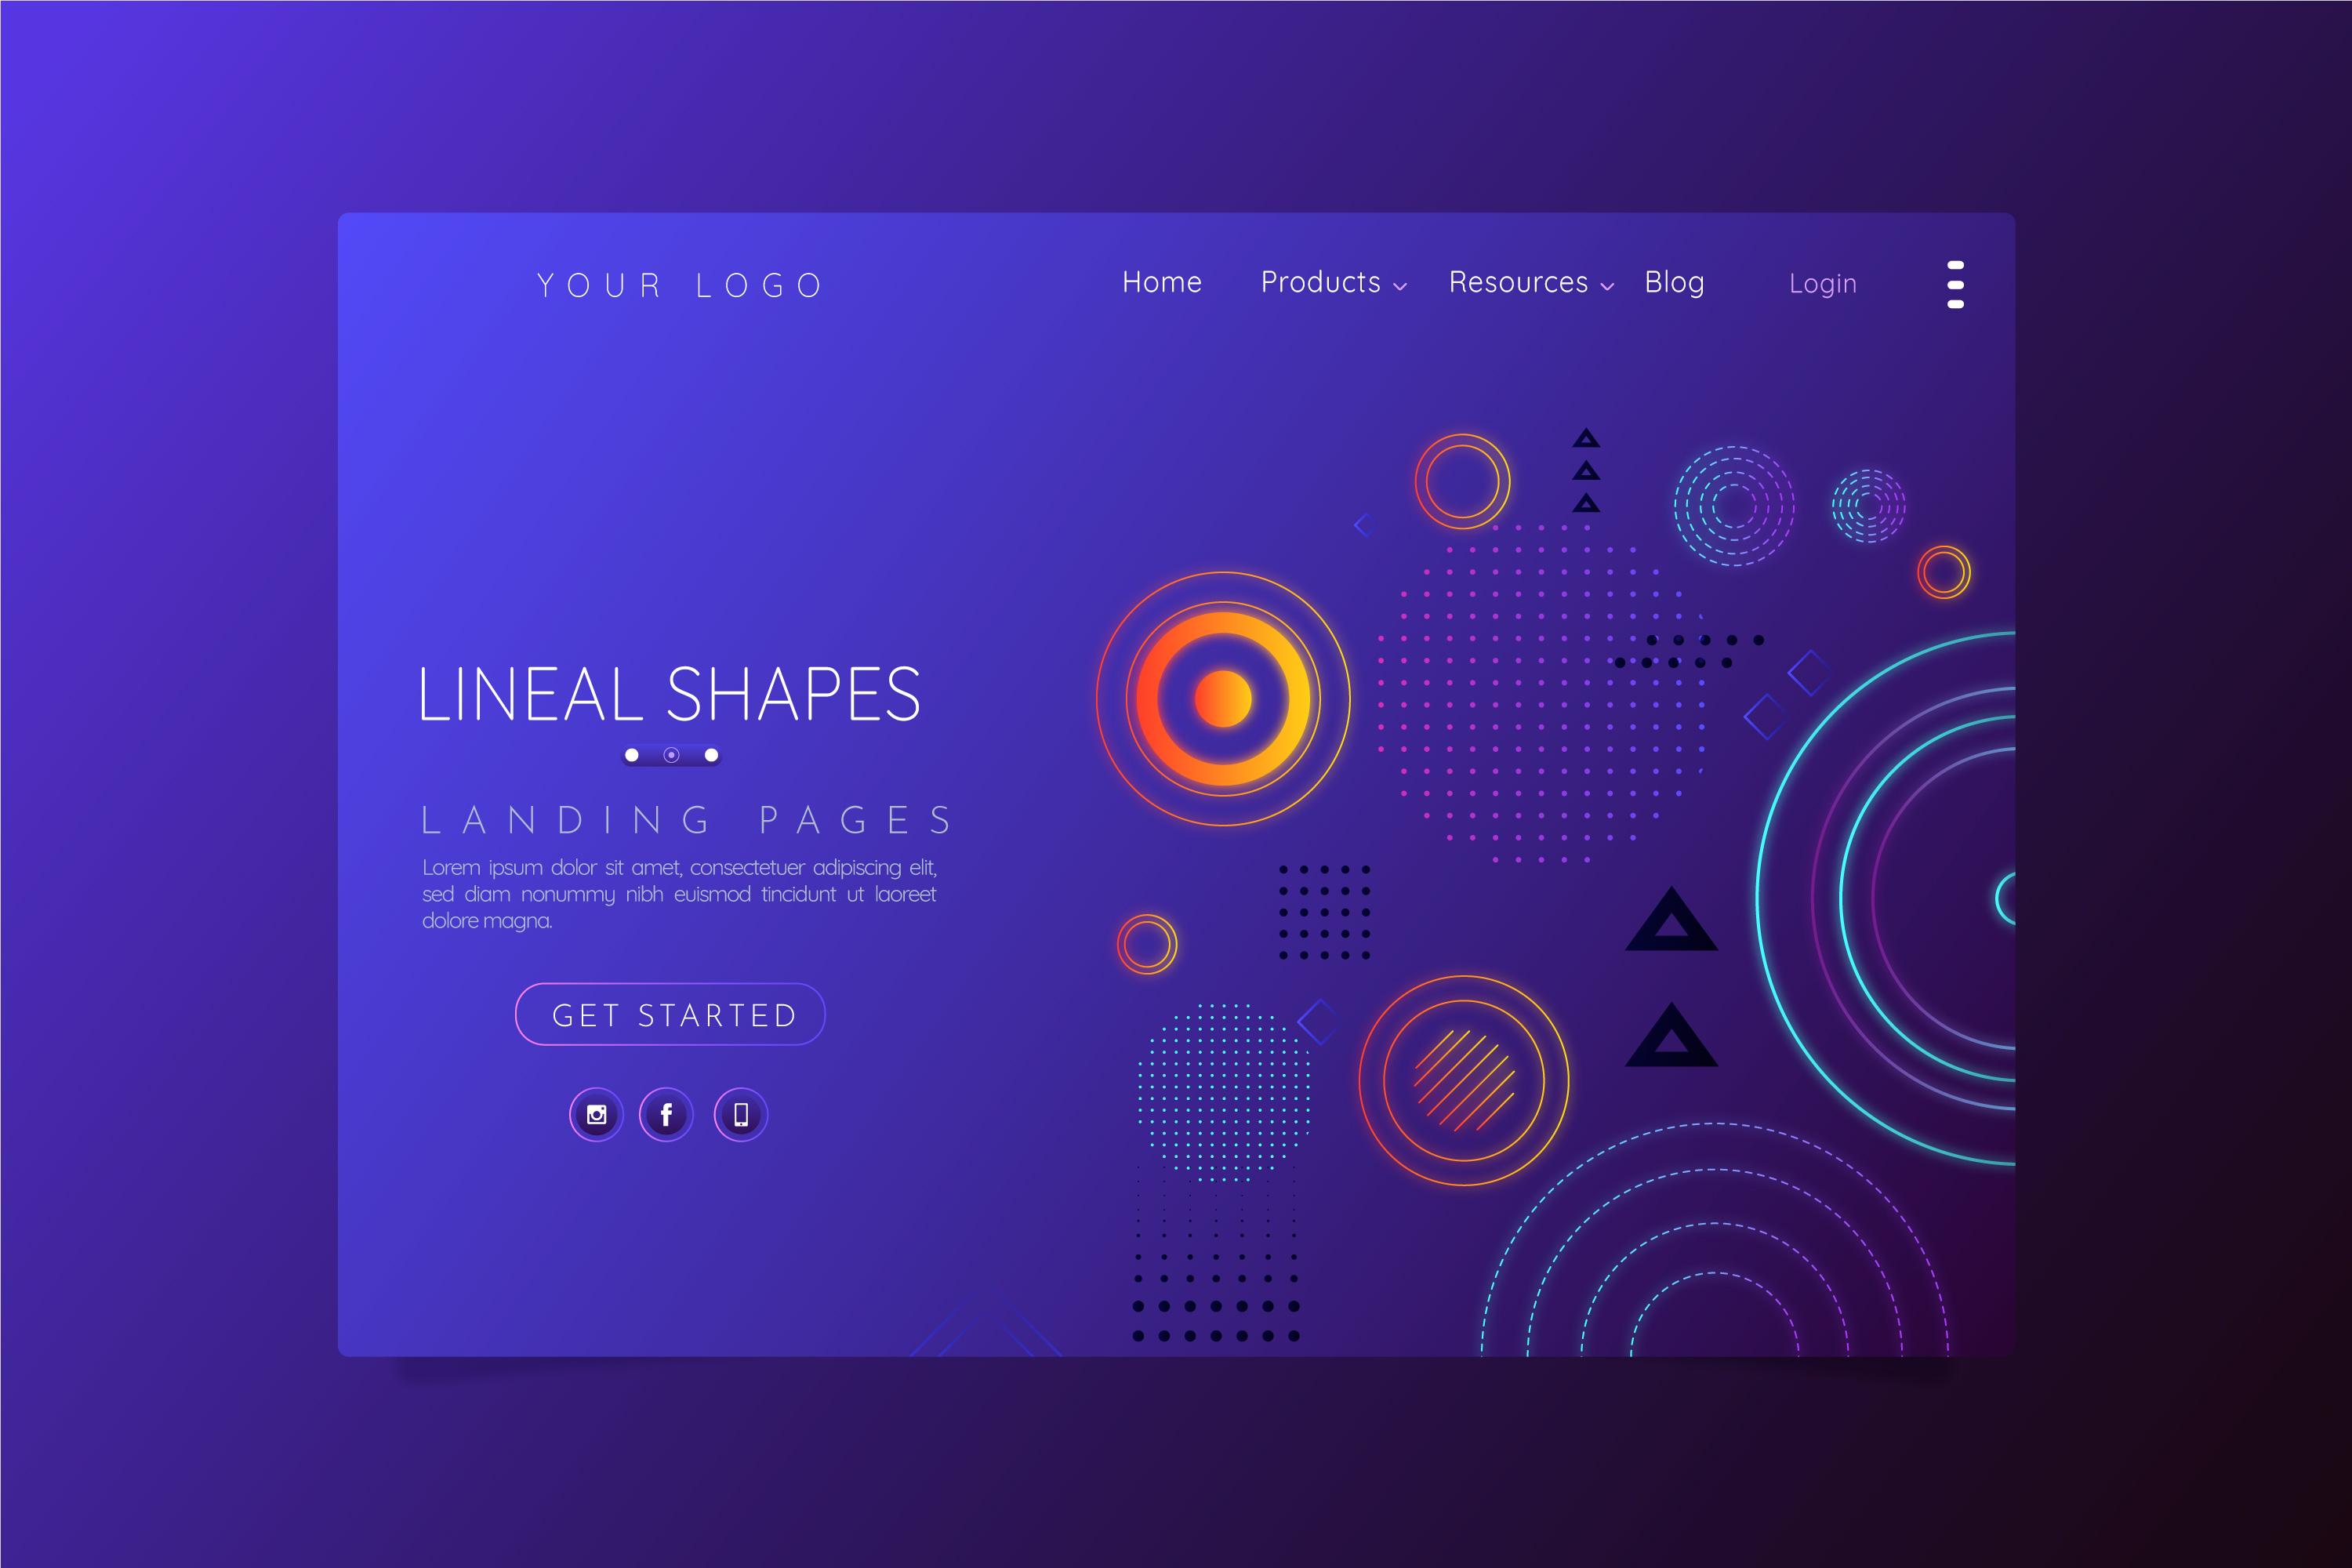 YOUR LOGO
Home Products Resources Blog Login
LINEAL SHAPES
LANDING PAGES
Lorem ipsum dolor sit amet, consectetuer adipiscing elit,
sed diam nonummy nibh euismod tincidunt ut laoreet
dolore magna.
GET STARTED